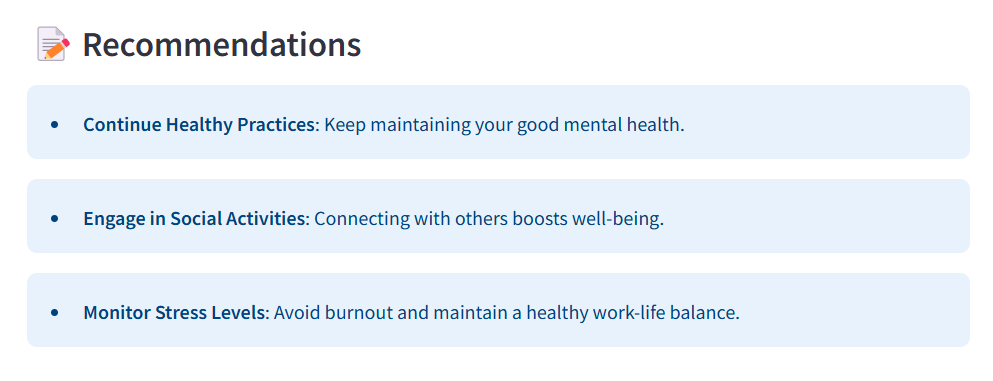 Recommendations
• Continue Healthy Practices: Keep maintaining your good mental health.
• Engage in Social Activities: Connecting with others boosts well-being.
• Monitor Stress Levels: Avoid burnout and maintain a healthy work-life balance.